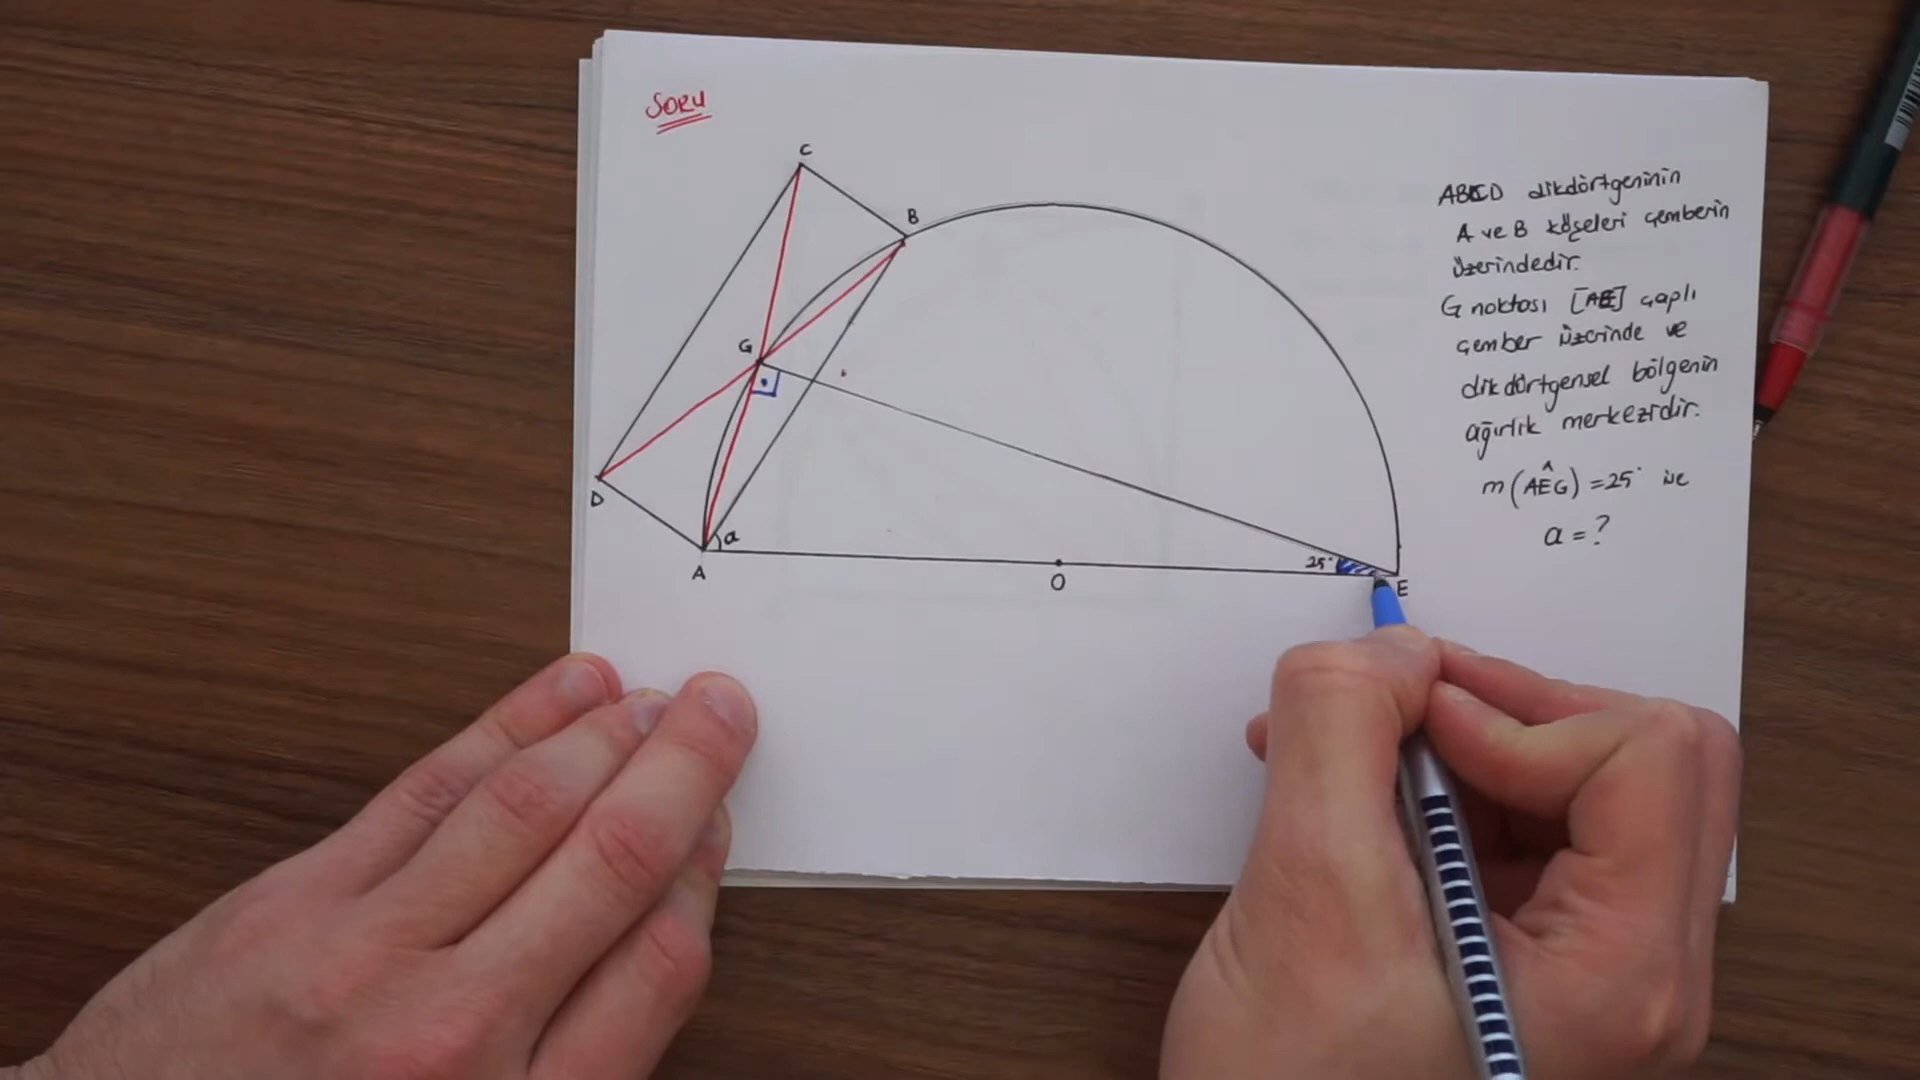 SORU
C
B
G
D
A
a
O
25°
E
ABCD dikdörtgeninin
A ve B köşeleri çemberin
üzerindedir.
G noktası [AE] çaplı
çember üzerinde ve
dikdörtgensel bölgenin
ağırlık merkezidir.
m(AÊG) = 25° ise
a = ?